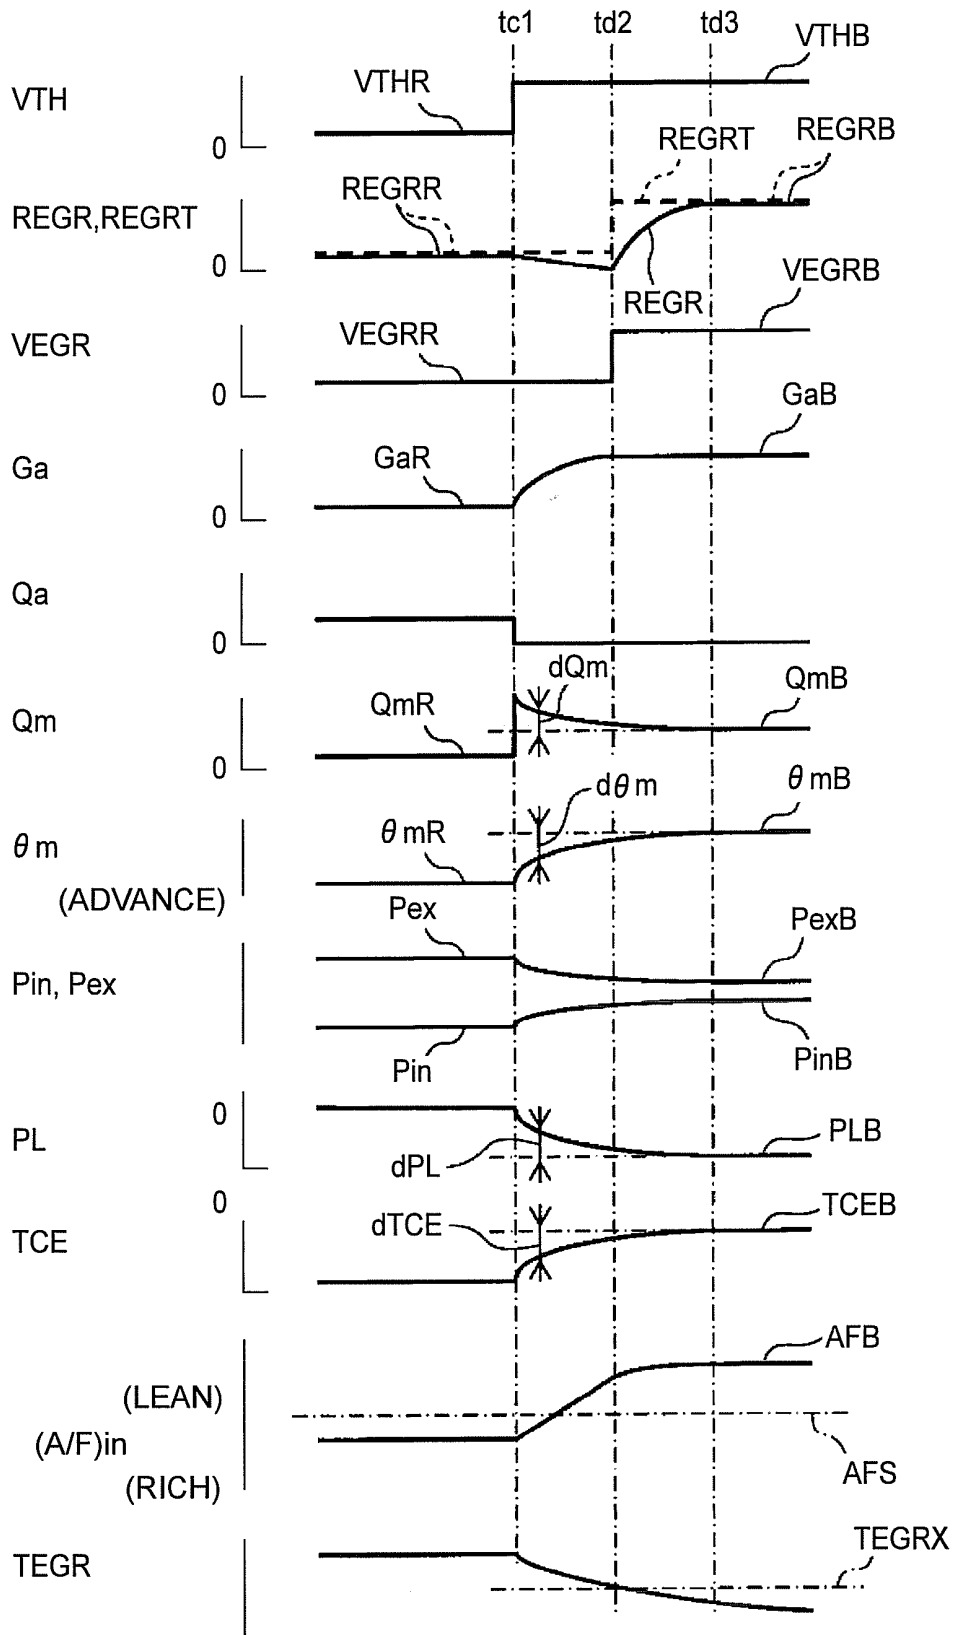 tc1 td2 td3
VTHB
VTH
VTHR
0
REGRT
REGRB
REGRR
REGR,REGRT
0
REGR
VEGRB
VEGR
VEGRR
0
GaB
Ga
GaR
0
Qa
0
dQm
QmB
Qm
QmR
0
dθm
θmB
θm
θmR
(ADVANCE)
Pex
PexB
Pin, Pex
Pin
PinB
0
PL
PLB
dPL
0
TCEB
dTCE
TCE
AFB
(LEAN)
(A/F)in
AFS
(RICH)
TEGRX
TEGR